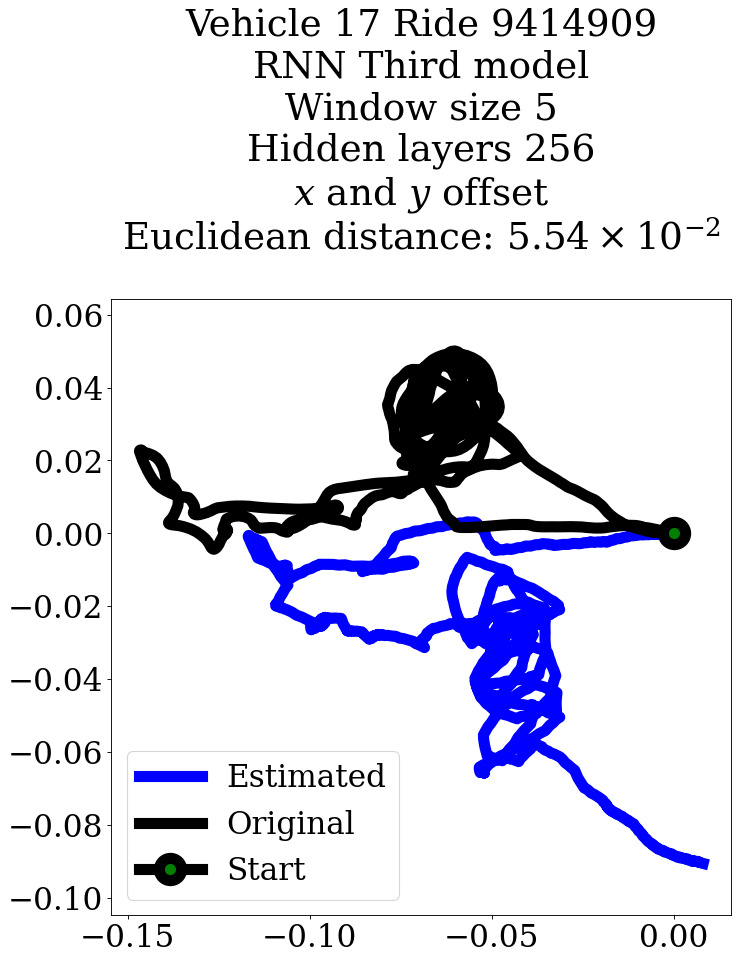 Vehicle 17 Ride 9414909
RNN Third model
Window size 5
Hidden layers 256
x and y offset
Euclidean distance: 5.54 × 10⁻²
0.06
0.04
0.02
0.00
−0.02
−0.04
−0.06
−0.08
−0.10
Estimated
Original
Start
−0.15
−0.10
−0.05
0.00